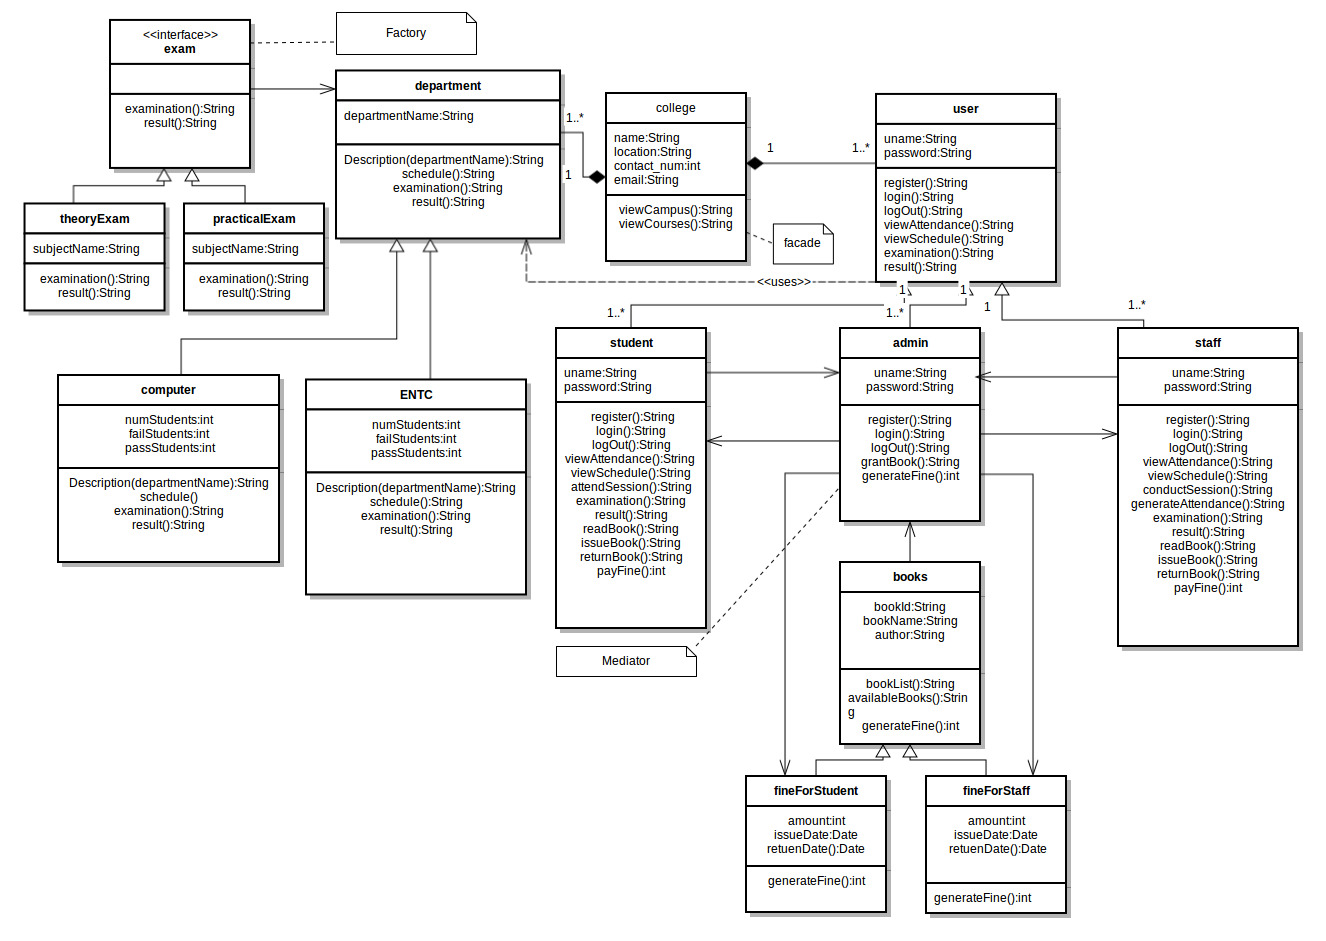 <<interface>>
exam
examination():String
result():String
Factory
department
departmentName:String
Description(departmentName):String
schedule():String
examination():String
result():String
1..*
1
college
name:String
location:String
contact_num:int
email:String
viewCampus():String
viewCourses():String
1
1..*
facade
user
uname:String
password:String
register():String
login():String
logOut():String
viewAttendance():String
viewSchedule():String
examination():String
result():String
<<uses>>
theoryExam
subjectName:String
examination():String
result():String
practicalExam
subjectName:String
examination():String
result():String
1
1
1
1..*
1..*
1..*
computer
numStudents:int
failStudents:int
passStudents:int
Description(departmentName):String
schedule()
examination():String
result():String
ENTC
numStudents:int
failStudents:int
passStudents:int
Description(departmentName):String
schedule():String
examination():String
result():String
student
uname:String
password:String
register():String
login():String
logOut():String
viewAttendance():String
viewSchedule():String
attendSession():String
examination():String
result():String
readBook():String
issueBook():String
returnBook():String
payFine():int
admin
uname:String
password:String
register():String
login():String
logOut():String
grantBook():String
generateFine():int
staff
uname:String
password:String
register():String
login():String
logOut():String
viewAttendance():String
viewSchedule():String
conductSession():String
generateAttendance():String
examination():String
result():String
readBook():String
issueBook():String
returnBook():String
payFine():int
Mediator
books
bookId:String
bookName:String
author:String
bookList():String
availableBooks():Strin
g
generateFine():int
fineForStudent
amount:int
issueDate:Date
retuenDate():Date
generateFine():int
fineForStaff
amount:int
issueDate:Date
retuenDate():Date
generateFine():int